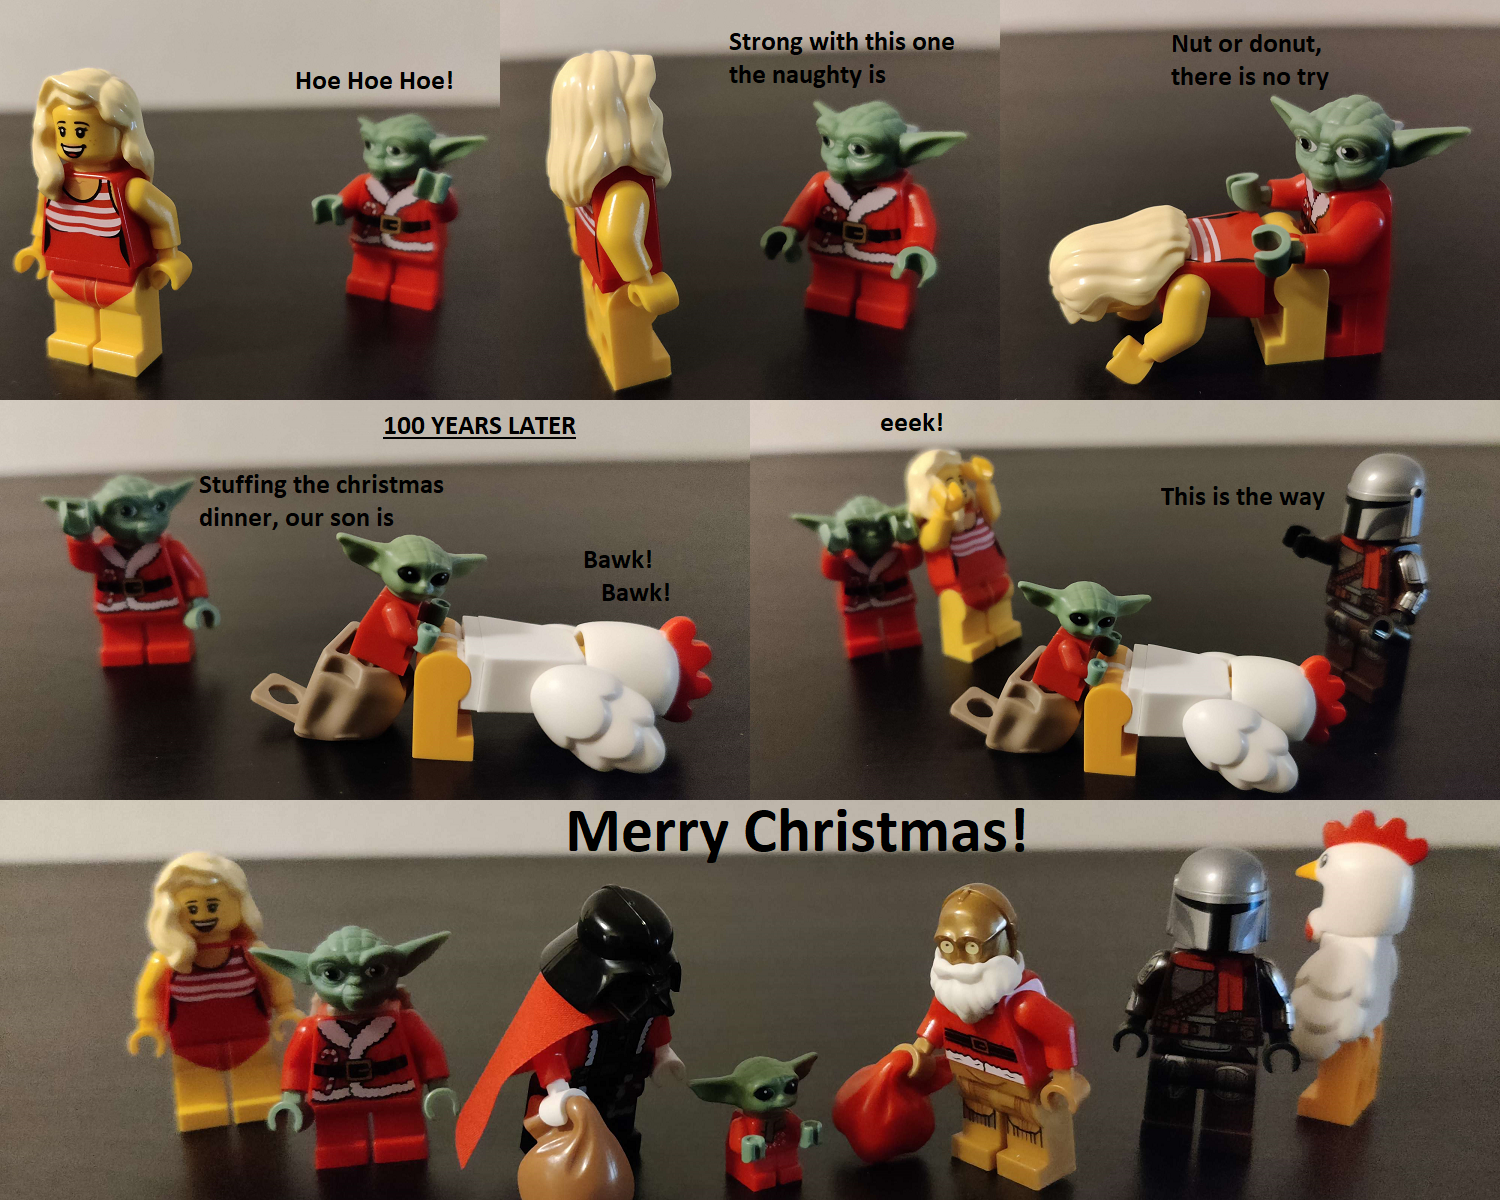 Hoe Hoe Hoe!
Strong with this one
the naughty is
Nut or donut,
there is no try
100 YEARS LATER
Stuffing the christmas
dinner, our son is
Bawk!
Bawk!
eeek!
This is the way
Merry Christmas!